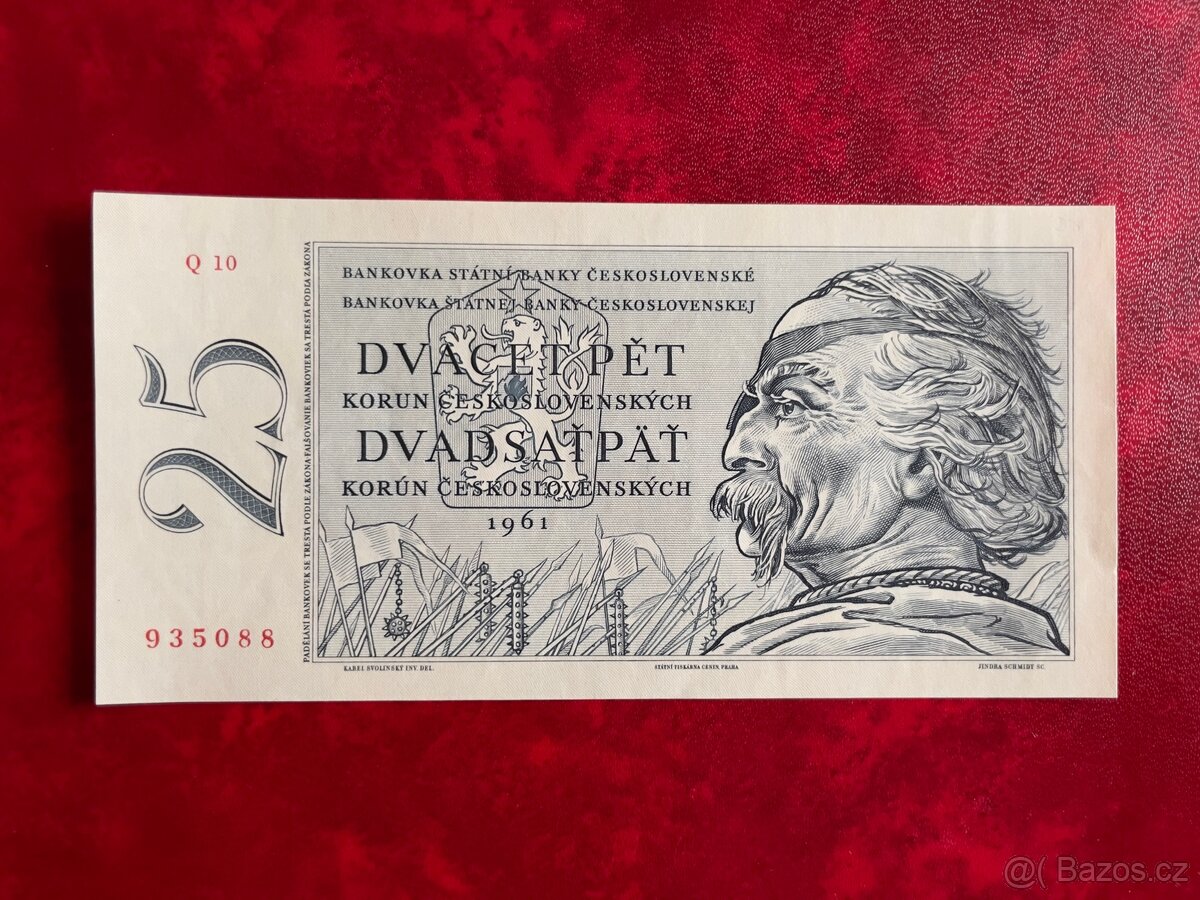 Q 10
25
935088
PADĚLÁNÍ BANKOVEK SE TRESTÁ PODLE ZÁKONA FALŠOVANIE BANKOVIEK SA TRESTÁ PODĽA ZÁKONA
BANKOVKA STÁTNÍ BANKY ČESKOSLOVENSKÉ
BANKOVKA ŠTÁTNEJ BANKY ČESKOSLOVENSKEJ
DVACET PĚT
KORUN ČESKOSLOVENSKÝCH
DVADSAŤPÄŤ
KORÚN ČESKOSLOVENSKÝCH
1961
KAREL SVOLINSKÝ INV. DEL.
STÁTNÍ TISKÁRNA CENIN, PRAHA
JINDRA SCHMIDT SC.
@( Bazos.cz